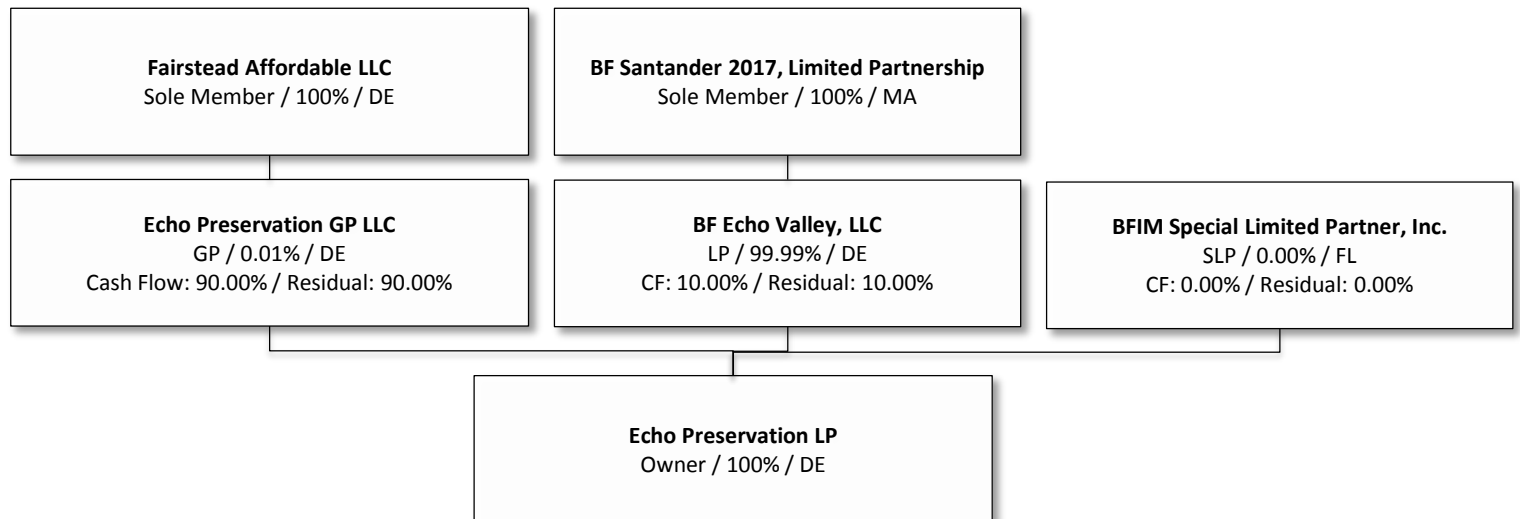 Fairstead Affordable LLC
Sole Member / 100% / DE
BF Santander 2017, Limited Partnership
Sole Member / 100% / MA
Echo Preservation GP LLC
GP / 0.01% / DE
Cash Flow: 90.00% / Residual: 90.00%
BF Echo Valley, LLC
LP / 99.99% / DE
CF: 10.00% / Residual: 10.00%
BFIM Special Limited Partner, Inc.
SLP / 0.00% / FL
CF: 0.00% / Residual: 0.00%
Echo Preservation LP
Owner / 100% / DE